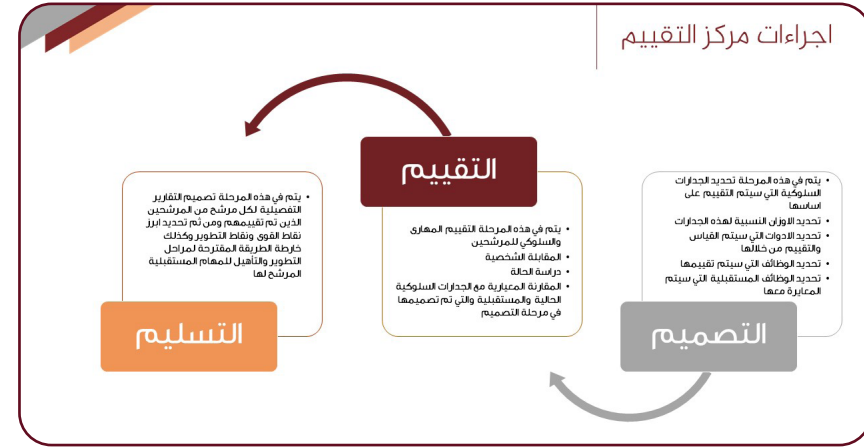 اجراءات مركز التقييم
• يتم في هذه المرحلة تحديد الجدارات
السلوكية التي سيتم التقييم على
اساسها
• تحديد الاوزان النسبية لهذه الجدارات
• تحديد الادوات التي سيتم القياس
والتقييم من خلالها
• تحديد الوظائف التي سيتم تقييمها
• تحديد الوظائف المستقبلية التي سيتم
المعايرة معها
التصميم
التقييم
• يتم في هذه المرحلة التقييم المهارى
والسلوكي للمرشحين
• المقابلة الشخصية
• دراسة الحالة
• المقارنة المعيارية مع الجدارات السلوكية
الحالية والمستقبلية والتي تم تصميمها
في مرحلة التصميم
• يتم في هذه المرحلة تصميم التقارير
التفصيلية لكل مرشح من المرشحين
الذين تم تقييمهم ومن ثم تحديد ابرز
نقاط القوى ونقاط التطوير وكذلك
خارطة الطريقة المقترحة لمراحل
التطوير والتأهيل للمهام المستقبلية
المرشح لها
التسليم